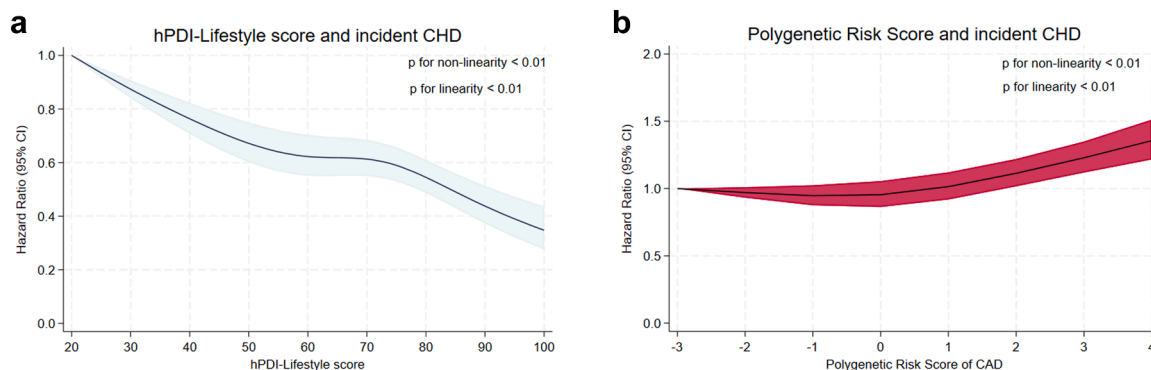 a
hPDI-Lifestyle score and incident CHD
p for non-linearity < 0.01
p for linearity < 0.01
Hazard Ratio (95% CI)
1.0
0.8
0.6
0.4
0.2
0.0
20 30 40 50 60 70 80 90 100
hPDI-Lifestyle score
b
Polygenetic Risk Score and incident CHD
p for non-linearity < 0.01
p for linearity < 0.01
Hazard Ratio (95% CI)
2.0
1.5
1.0
0.5
0.0
-3 -2 -1 0 1 2 3 4
Polygenetic Risk Score of CAD